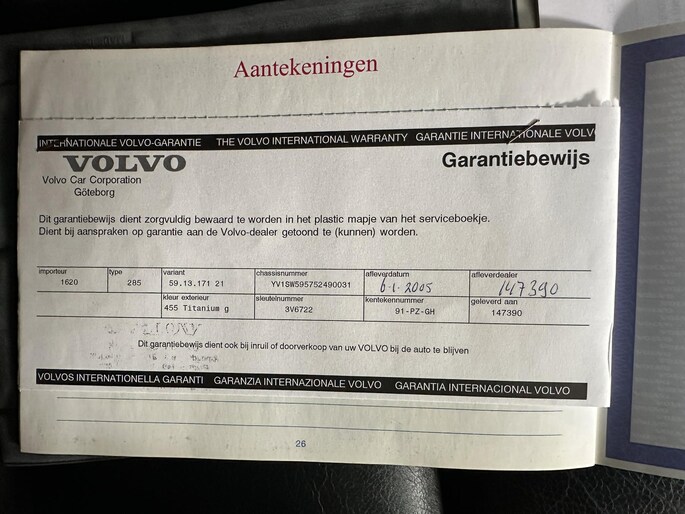 Aantekeningen
INTERNATIONALE VOLVO-GARANTIE THE VOLVO INTERNATIONAL WARRANTY GARANTIE INTERNATIONALE VOLV
VOLVO
Garantiebewijs
Volvo Car Corporation
Göteborg
Dit garantiebewijs dient zorgvuldig bewaard te worden in het plastic mapje van het serviceboekje.
Dient bij aanspraken op garantie aan de Volvo-dealer getoond te (kunnen) worden.
importeur type variant chassisnummer afleverdatum afleverdealer
1620 285 59.13.171 21 YV1SW595752490031 6-1-2005 147390
kleur exterieur sleutelnummer kentekennummer geleverd aan
455 Titanium g 3V6722 91-PZ-GH 147390
Dit garantiebewijs dient ook bij inruil of doorverkoop van uw VOLVO bij de auto te blijven
VOLVOS INTERNATIONELLA GARANTI GARANZIA INTERNAZIONALE VOLVO GARANTIA INTERNACIONAL VOLVO
26